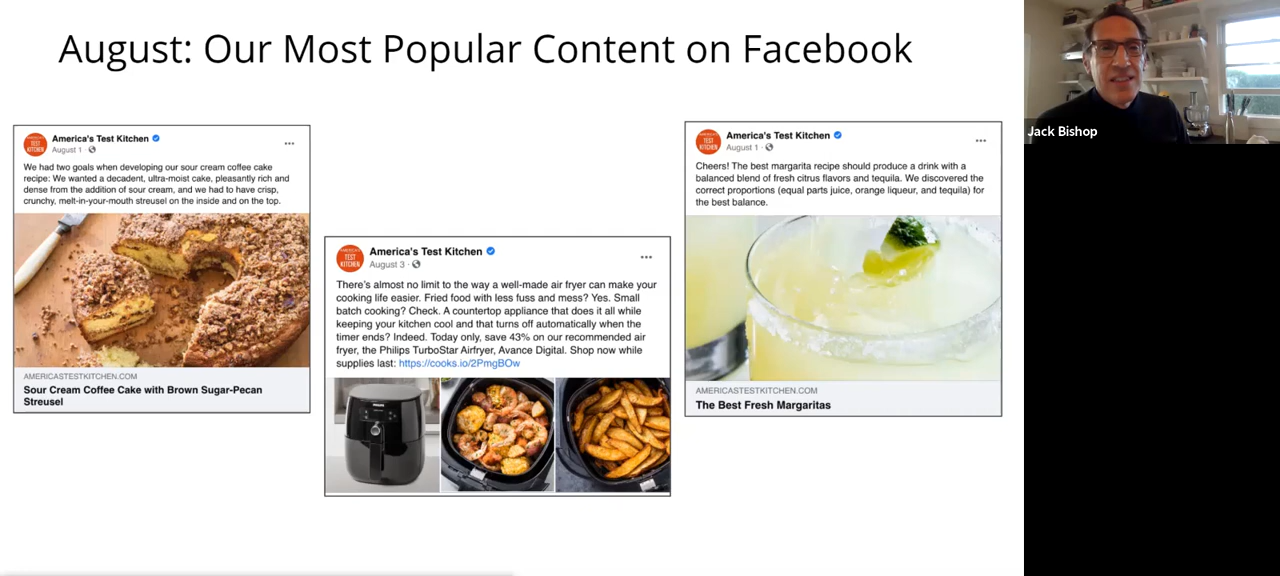 August: Our Most Popular Content on Facebook
Jack Bishop
AMERICA'S
TEST
KITCHEN
America's Test Kitchen
August 1 ·
We had two goals when developing our sour cream coffee cake
recipe: We wanted a decadent, ultra-moist cake, pleasantly rich and
dense from the addition of sour cream, and we had to have crisp,
crunchy, melt-in-your-mouth streusel on the inside and on the top.
AMERICASTESTKITCHEN.COM
Sour Cream Coffee Cake with Brown Sugar-Pecan
Streusel
AMERICA'S
TEST
KITCHEN
America's Test Kitchen
August 3 ·
There's almost no limit to the way a well-made air fryer can make your
cooking life easier. Fried food with less fuss and mess? Yes. Small
batch cooking? Check. A countertop appliance that does it all while
keeping your kitchen cool and that turns off automatically when the
timer ends? Indeed. Today only, save 43% on our recommended air
fryer, the Philips TurboStar Airfryer, Avance Digital. Shop now while
supplies last: https://cooks.io/2PmgBOw
AMERICA'S
TEST
KITCHEN
America's Test Kitchen
August 1 ·
Cheers! The best margarita recipe should produce a drink with a
balanced blend of fresh citrus flavors and tequila. We discovered the
correct proportions (equal parts juice, orange liqueur, and tequila) for
the best balance.
AMERICASTESTKITCHEN.COM
The Best Fresh Margaritas